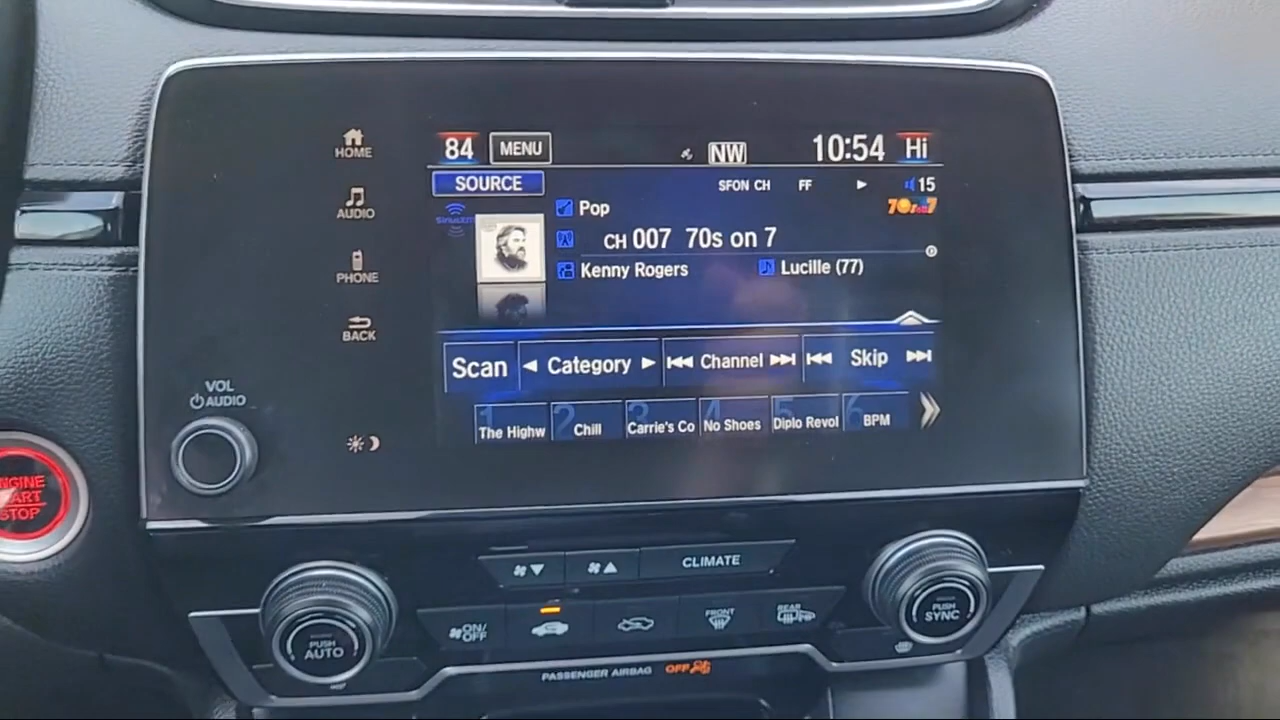 HOME
AUDIO
PHONE
BACK
VOL
AUDIO
84 MENU NW 10:54 Hi
SOURCE SFON CH FF 15
Pop
70s on 7
CH 007 70s on 7
Kenny Rogers Lucille (77)
Scan Category Channel Skip
1 The Highw 2 Chill 3 Carrie's Co 4 No Shoes 5 Diplo Revol 6 BPM
ENGINE
START
STOP
CLIMATE
ON/OFF
FRONT
REAR
PUSH
AUTO
PUSH
SYNC
PASSENGER AIRBAG OFF